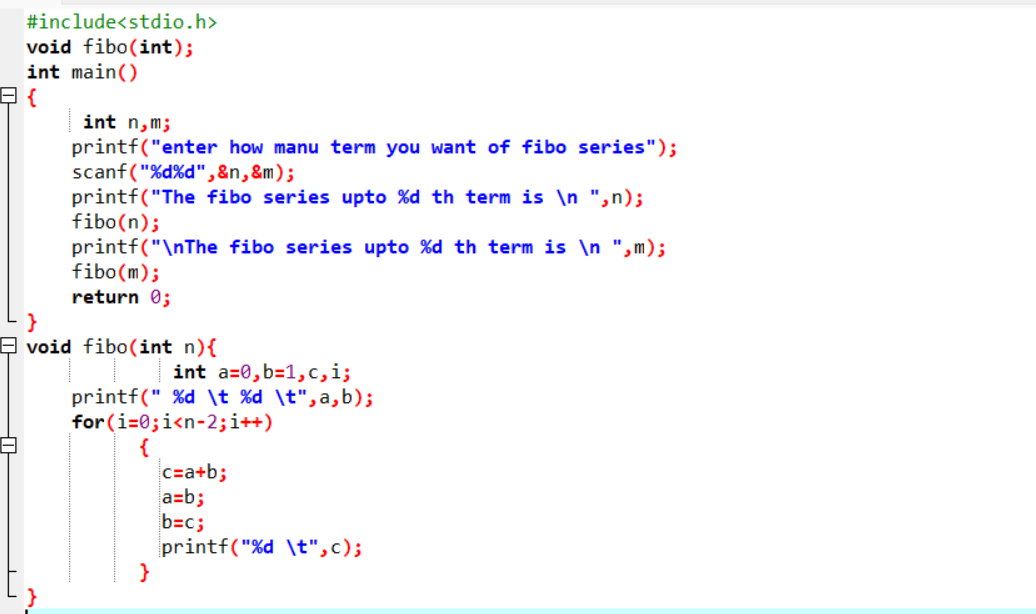 #include<stdio.h>
void fibo(int);
int main()
{
int n,m;
printf("enter how manu term you want of fibo series");
scanf("%d%d",&n,&m);
printf("The fibo series upto %d th term is \n ",n);
fibo(n);
printf("\nThe fibo series upto %d th term is \n ",m);
fibo(m);
return 0;
}
void fibo(int n){
int a=0,b=1,c,i;
printf(" %d \t %d \t",a,b);
for(i=0;i<n-2;i++)
{
c=a+b;
a=b;
b=c;
printf("%d \t",c);
}
}